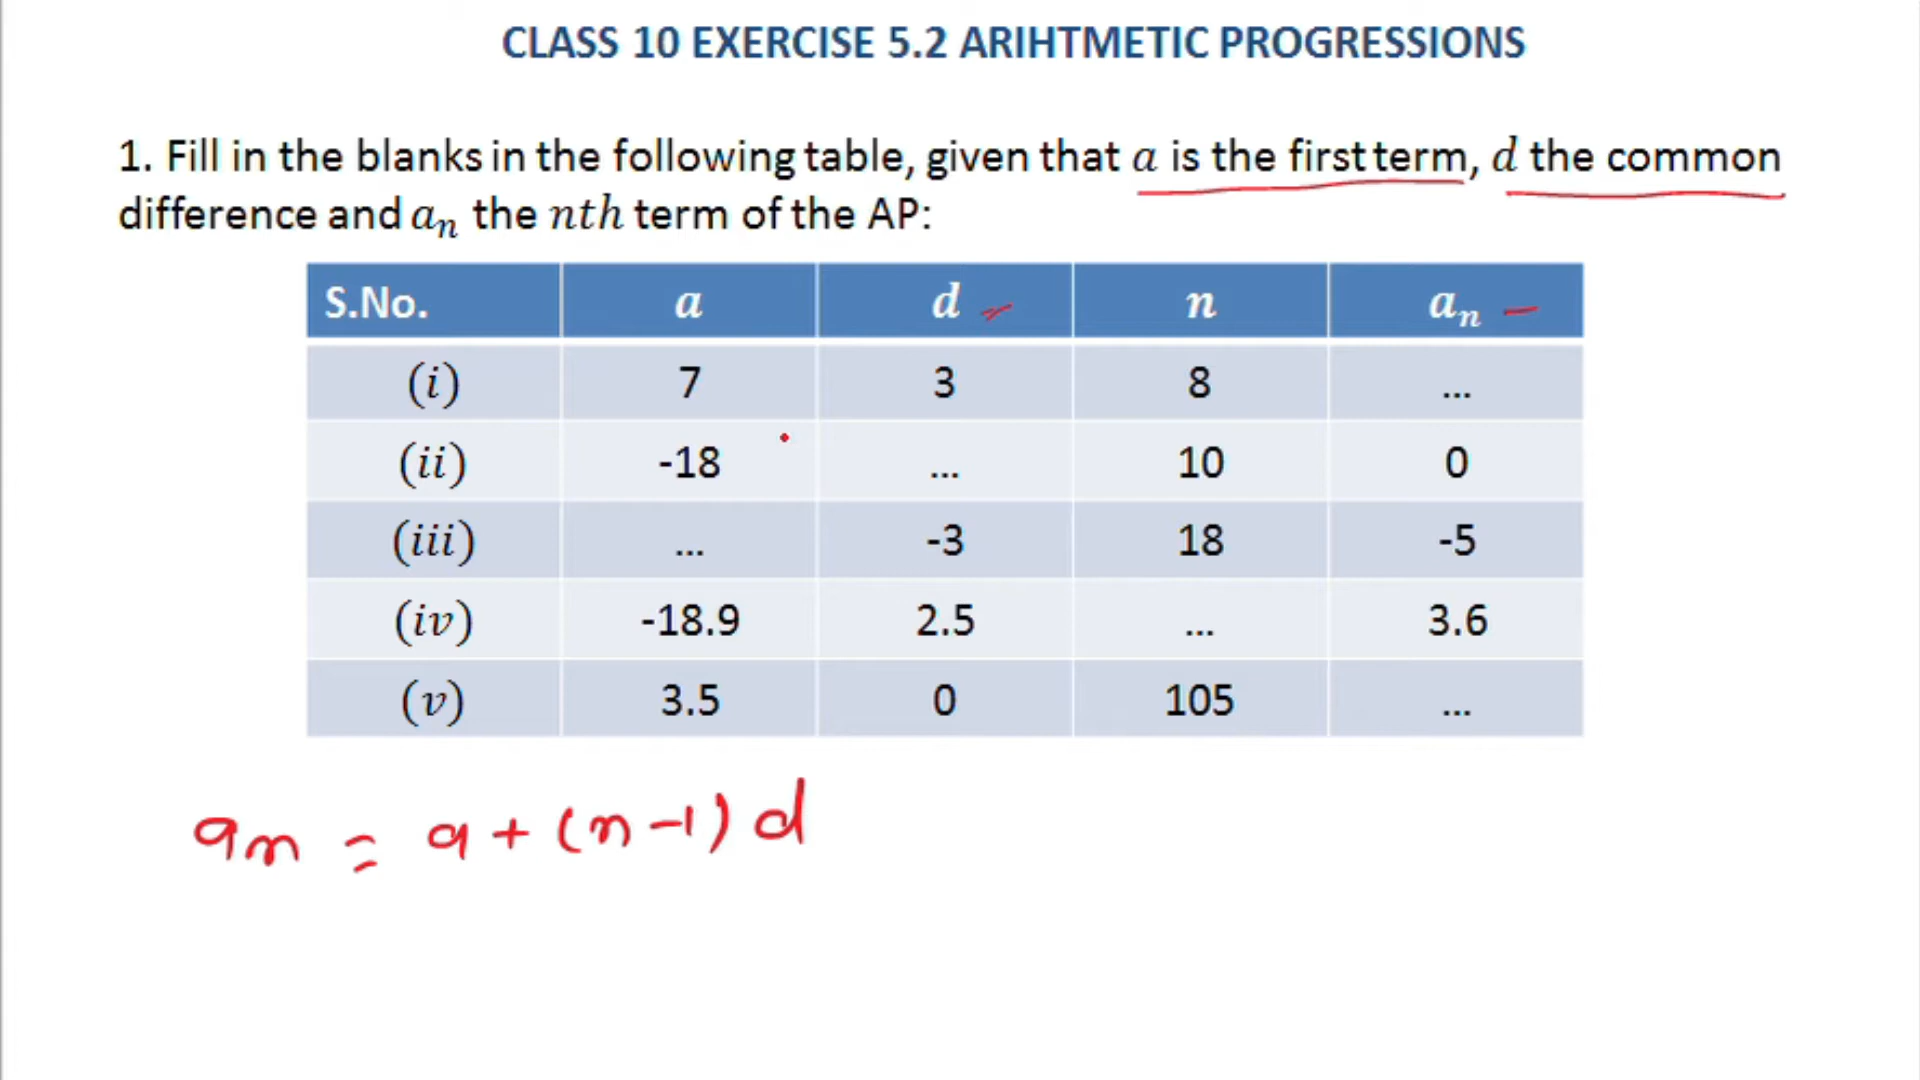 CLASS 10 EXERCISE 5.2 ARIHTMETIC PROGRESSIONS
1. Fill in the blanks in the following table, given that a is the first term, d the common
difference and aₙ the nth term of the AP:
S.No. a d n aₙ
(i) 7 3 8 ...
(ii) -18 ... 10 0
(iii) ... -3 18 -5
(iv) -18.9 2.5 ... 3.6
(v) 3.5 0 105 ...
aₙ = a + (n-1) d